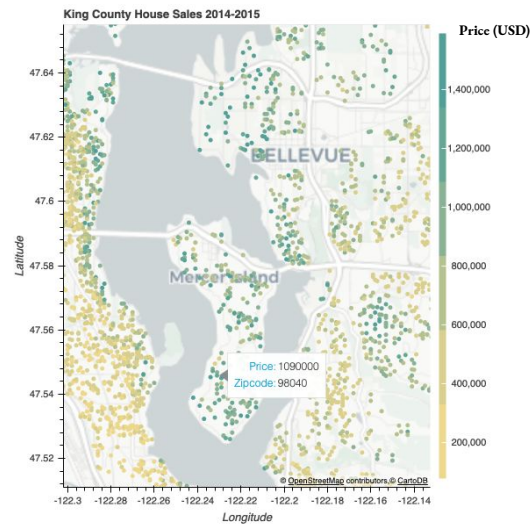 King County House Sales 2014-2015
Price (USD)
47.64
47.62
47.6
47.58
47.56
47.54
47.52
Latitude
BELLEVUE
Mercer Island
Price: 1090000
Zipcode: 98040
1,400,000
1,200,000
1,000,000
800,000
600,000
400,000
200,000
© OpenStreetMap contributors, © CartoDB
-122.3
-122.28
-122.26
-122.24
-122.22
-122.2
-122.18
-122.16
-122.14
Longitude